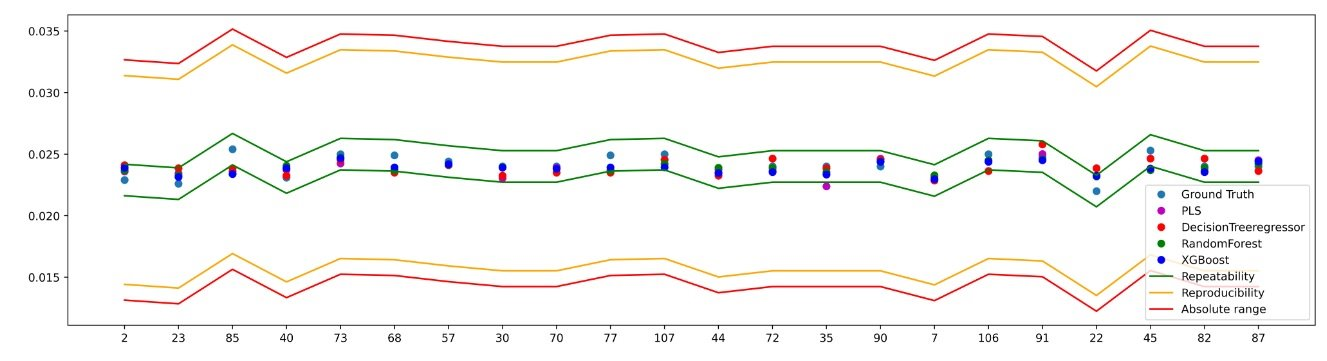 0.035
0.030
0.025
0.020
0.015
Ground Truth
PLS
DecisionTreeregressor
RandomForest
XGBoost
Repeatability
Reproducibility
Absolute range
2 23 85 40 73 68 57 30 70 77 107 44 72 35 90 7 106 91 22 45 82 87